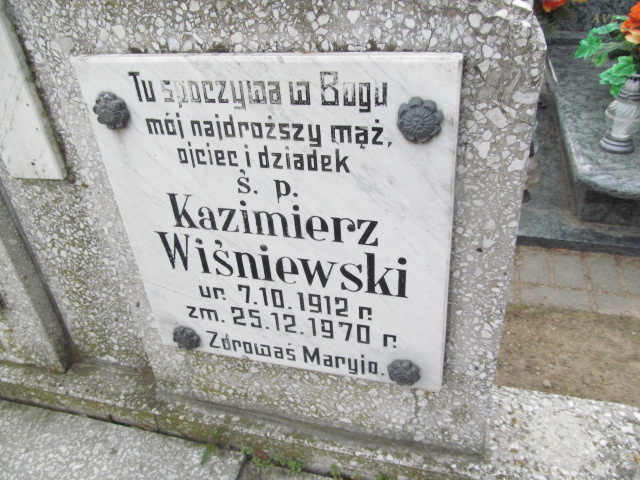 Tu spoczywa w Bogu
mój najdroższy mąż,
ojciec i dziadek
ś. p.
Kazimierz
Wiśniewski
ur. 7.10.1912 r.
zm. 25.12.1970 r.
Zdrowaś Maryjo.